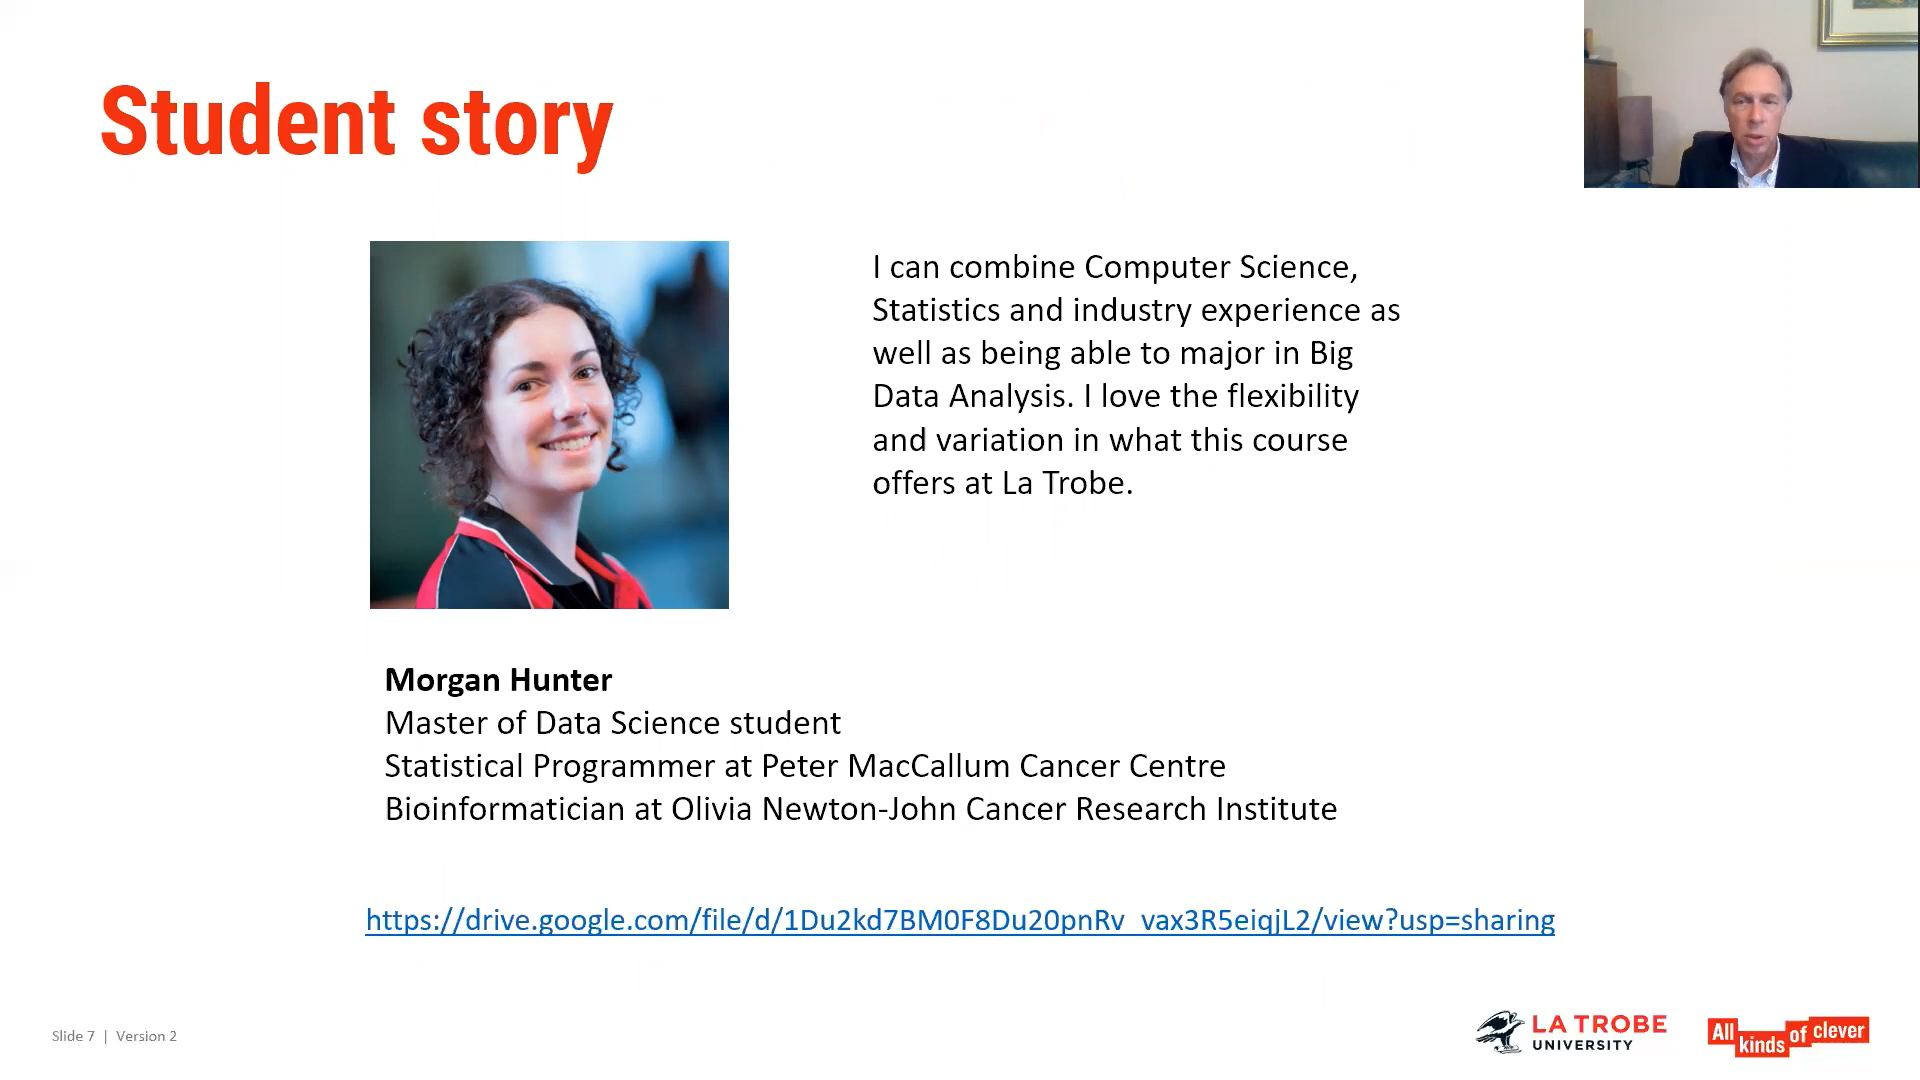 Student story
I can combine Computer Science,
Statistics and industry experience as
well as being able to major in Big
Data Analysis. I love the flexibility
and variation in what this course
offers at La Trobe.
Morgan Hunter
Master of Data Science student
Statistical Programmer at Peter MacCallum Cancer Centre
Bioinformatician at Olivia Newton-John Cancer Research Institute
https://drive.google.com/file/d/1Du2kd7BM0F8Du20pnRv_vax3R5eiqjL2/view?usp=sharing
Slide 7 | Version 2
LA TROBE
UNIVERSITY
All kinds of clever